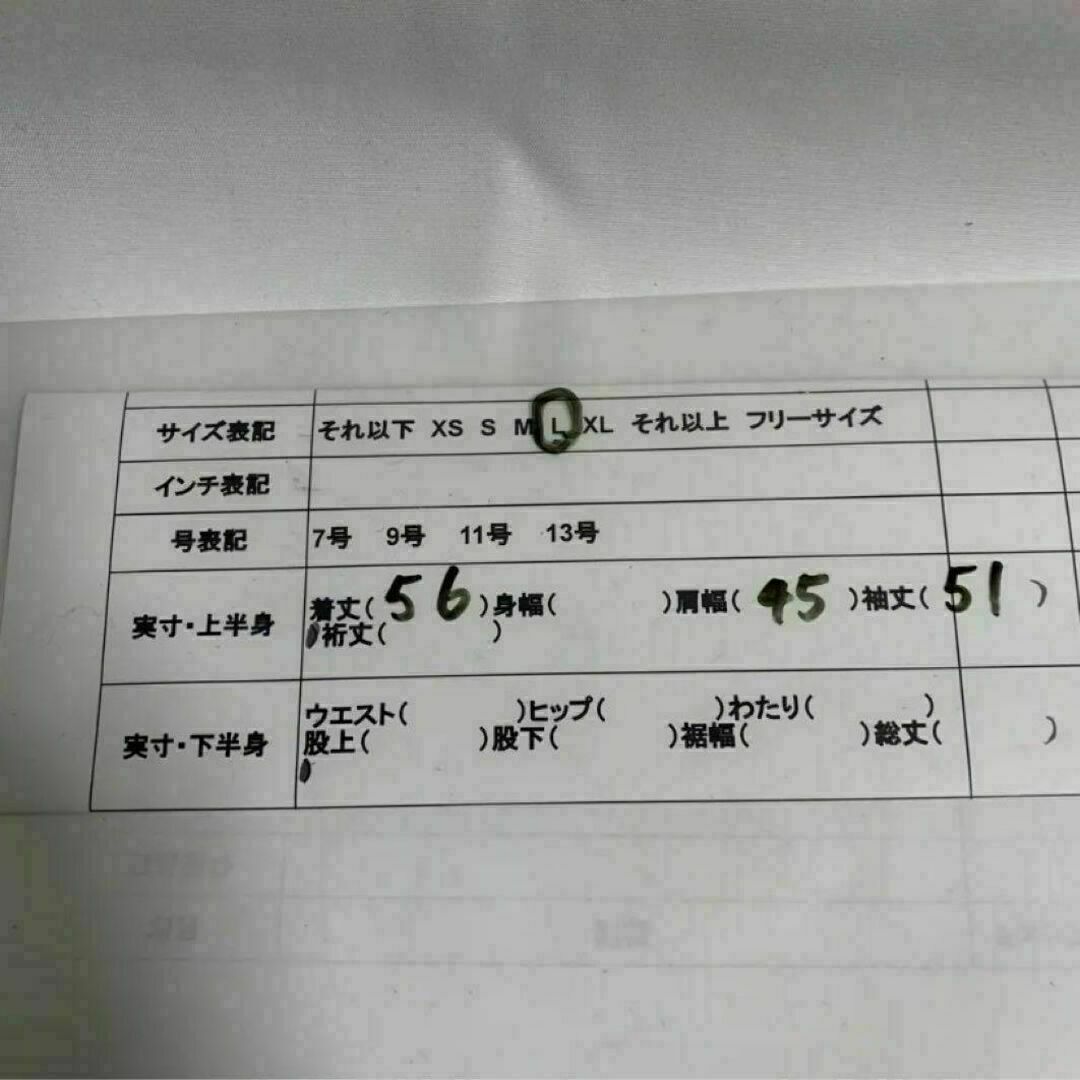 サイズ表記 それ以下 XS S M L XL それ以上 フリーサイズ
インチ表記
号表記 7号 9号 11号 13号
実寸・上半身 着丈( 56 )身幅( )肩幅( 45 )袖丈( 51 )
裄丈( )
実寸・下半身 ウエスト( )ヒップ( )わたり( )
股上( )股下( )裾幅( )総丈( )